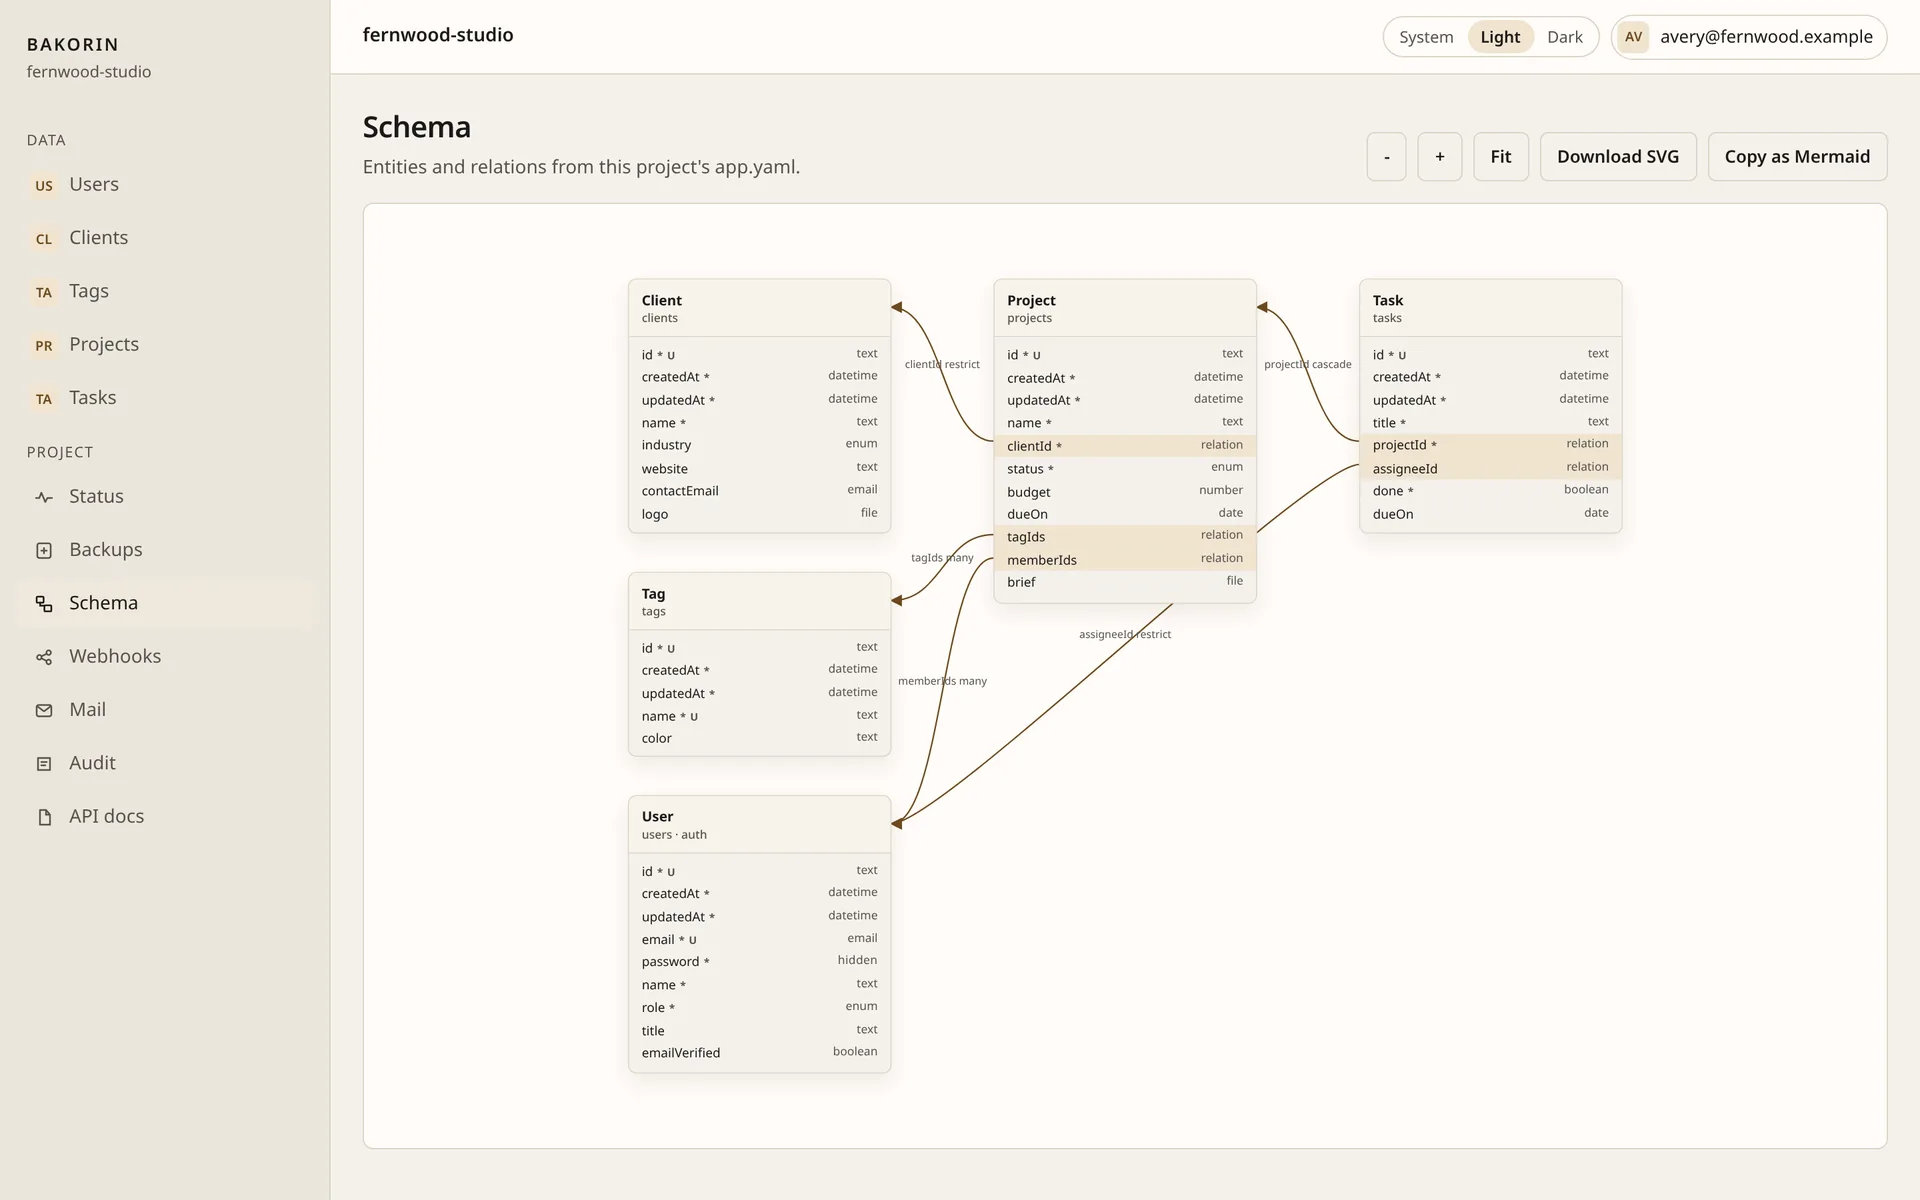 BAKORIN
fernwood-studio
DATA
US Users
CL Clients
TA Tags
PR Projects
TA Tasks
PROJECT
Status
Backups
Schema
Webhooks
Mail
Audit
API docs
fernwood-studio
System Light Dark
AV avery@fernwood.example
Schema
Entities and relations from this project's app.yaml.
- + Fit Download SVG Copy as Mermaid
Client
clients
id * U text
createdAt * datetime
updatedAt * datetime
name * text
industry enum
website text
contactEmail email
logo file
clientId restrict
Project
projects
id * U text
createdAt * datetime
updatedAt * datetime
name * text
clientId * relation
status * enum
budget number
dueOn date
tagIds relation
memberIds relation
brief file
projectId cascade
Task
tasks
id * U text
createdAt * datetime
updatedAt * datetime
title * text
projectId * relation
assigneeId relation
done * boolean
dueOn date
tagIds many
Tag
tags
id * U text
createdAt * datetime
updatedAt * datetime
name * U text
color text
assigneeId restrict
memberIds many
User
users · auth
id * U text
createdAt * datetime
updatedAt * datetime
email * U email
password * hidden
name * text
role * enum
title text
emailVerified boolean